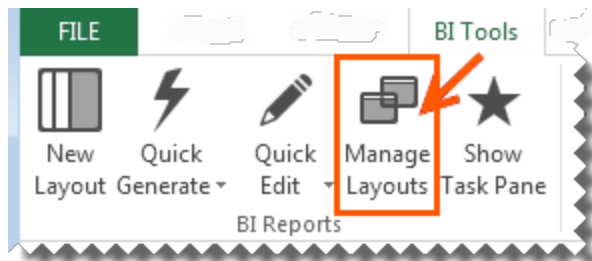 FILE
BI Tools
New Layout
Quick Generate
Quick Edit
Manage Layouts
Show Task Pane
BI Reports